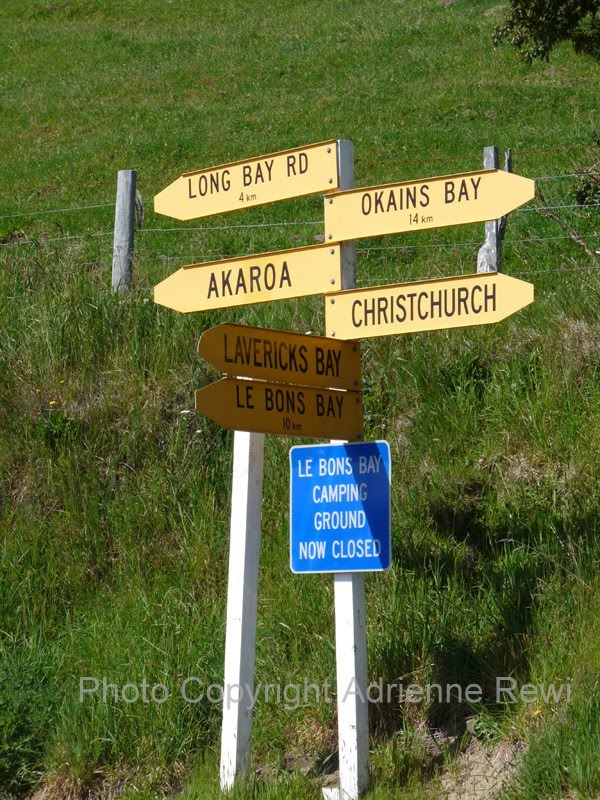 LONG BAY RD
4 km
OKAINS BAY
14 km
AKAROA
CHRISTCHURCH
LAVERICKS BAY
LE BONS BAY
10 km
LE BONS BAY
CAMPING
GROUND
NOW CLOSED
Photo Copyright Adrienne Rewi